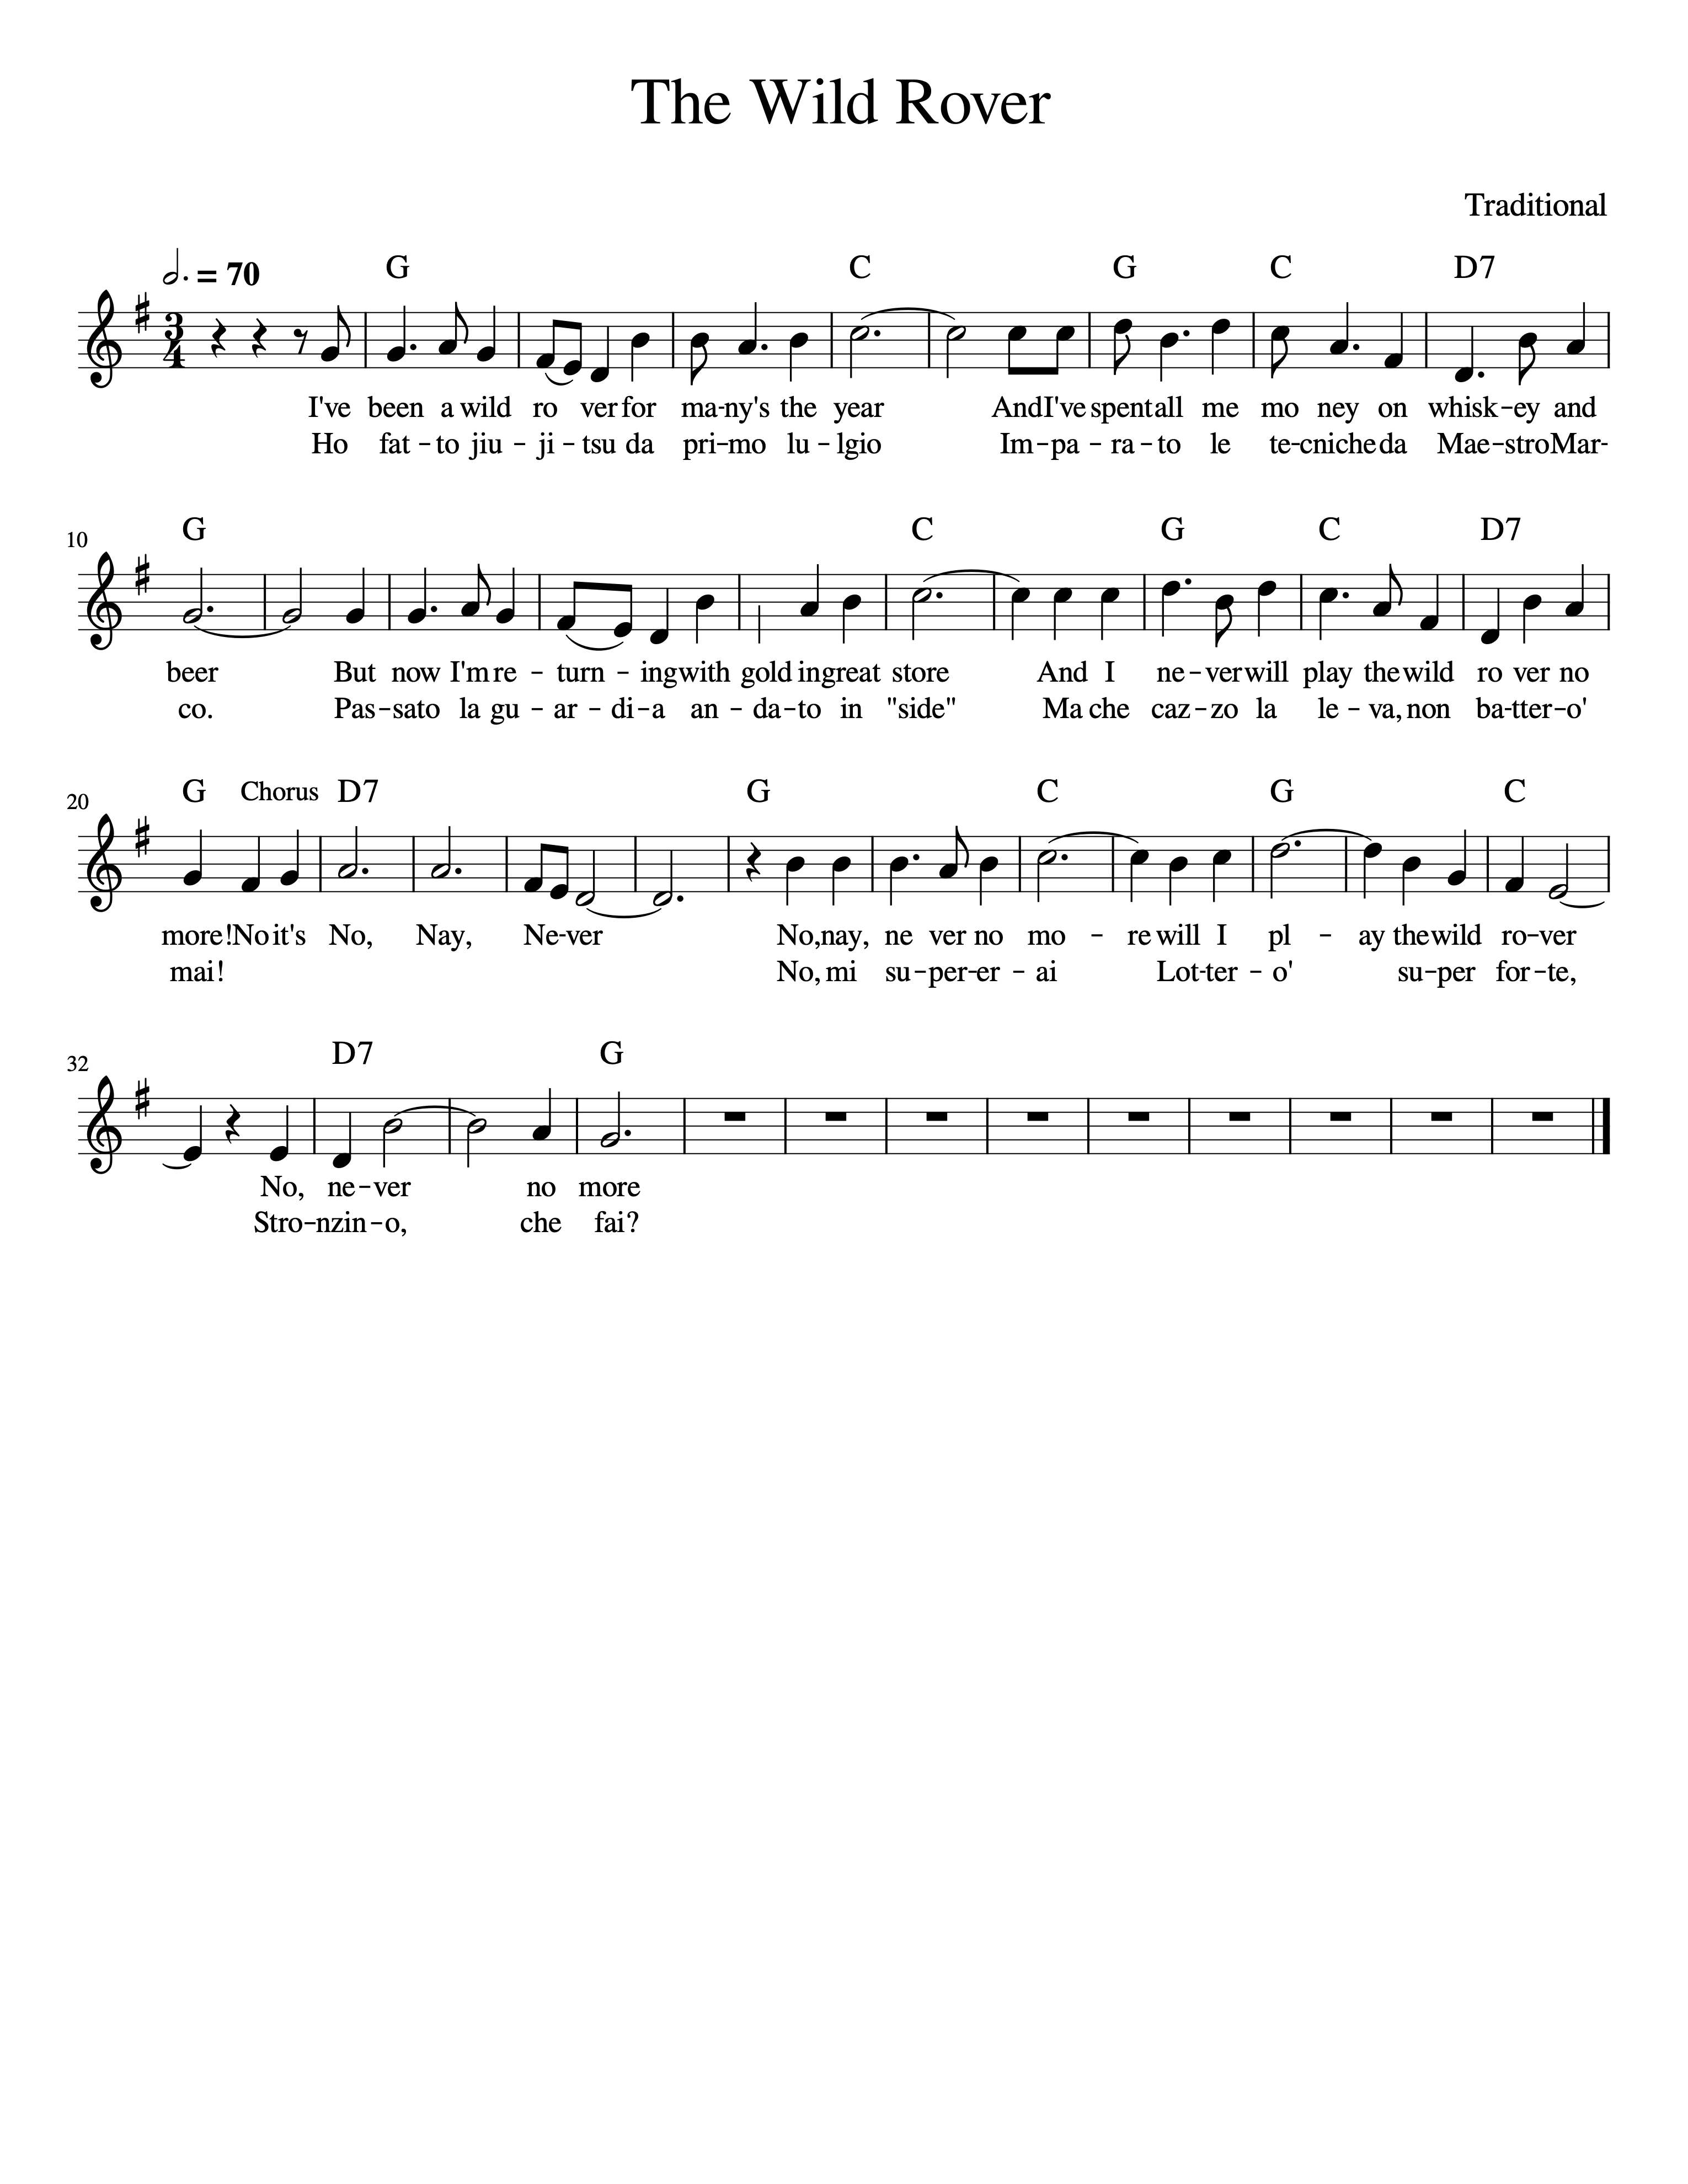 The Wild Rover
Traditional
= 70
G C G C D7
3
4
I've been a wild ro ver for ma-ny's the year And I've spent all me mo ney on whisk-ey and
Ho fat-to jiu-ji-tsu da pri-mo lu-lgio Im-pa-ra-to le te-cniche da Mae-stro Mar-
G C G C D7
10
beer But now I'm re-turn-ing with gold in great store And I ne-ver will play the wild ro ver no
co. Pas-sato la gu-ar-di-a an-da-to in "side" Ma che caz-zo la le-va, non ba-tter-o'
G Chorus D7 G C G C
20
more! No it's No, Nay, Ne-ver No, nay, ne ver no mo-re will I pl-ay the wild ro-ver
mai! No, mi su-per-er-ai Lot-ter-o' su-per for-te,
D7 G
32
No, ne-ver no more
Stro-nzin-o, che fai?